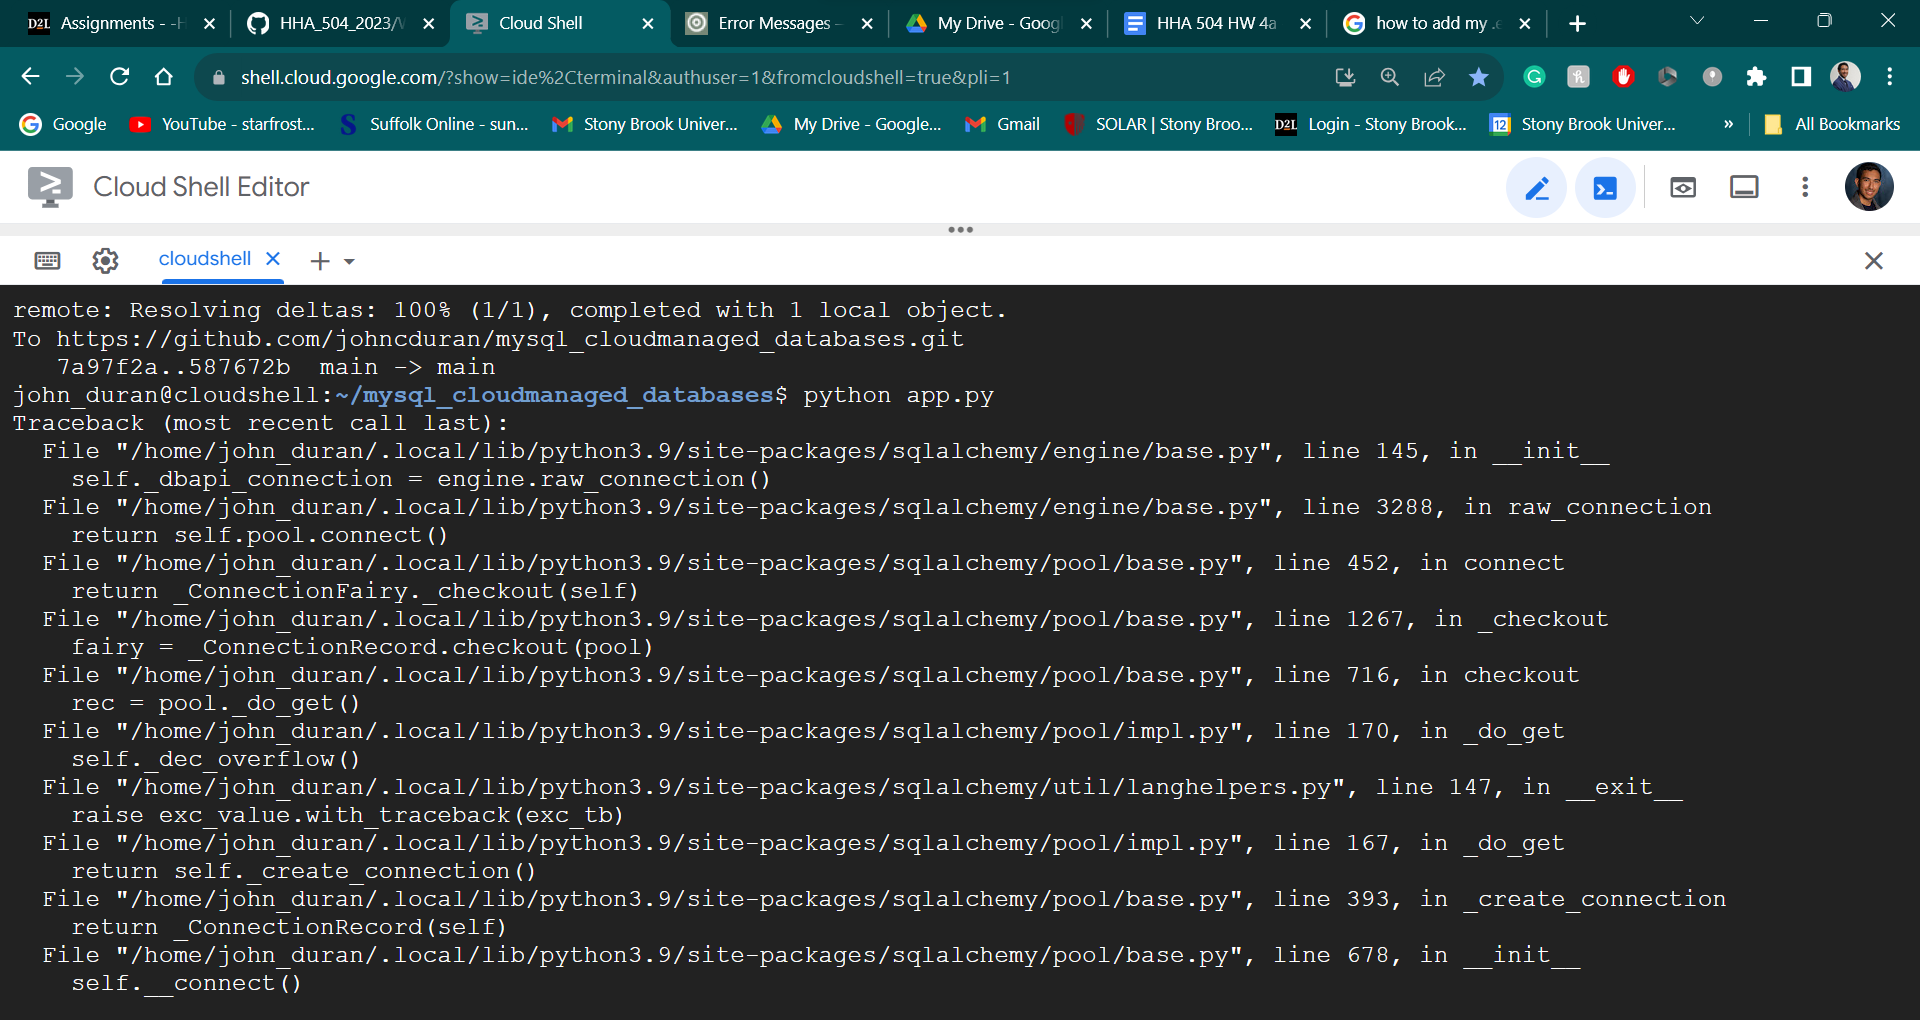 Assignments - -H
HHA_504_2023/
Cloud Shell
Error Messages -
My Drive - Goog
HHA 504 HW 4a
how to add my .e
shell.cloud.google.com/?show=ide%2Cterminal&authuser=1&fromcloudshell=true&pli=1
Google
YouTube - starfrost...
Suffolk Online - sun...
Stony Brook Univer...
My Drive - Google...
Gmail
SOLAR | Stony Broo...
D2L Login - Stony Brook...
12 Stony Brook Univer...
» All Bookmarks
Cloud Shell Editor
cloudshell
remote: Resolving deltas: 100% (1/1), completed with 1 local object.
To https://github.com/johncduran/mysql_cloudmanaged_databases.git
7a97f2a..587672b  main -> main
john_duran@cloudshell:~/mysql_cloudmanaged_databases$ python app.py
Traceback (most recent call last):
File "/home/john_duran/.local/lib/python3.9/site-packages/sqlalchemy/engine/base.py", line 145, in __init__
self._dbapi_connection = engine.raw_connection()
File "/home/john_duran/.local/lib/python3.9/site-packages/sqlalchemy/engine/base.py", line 3288, in raw_connection
return self.pool.connect()
File "/home/john_duran/.local/lib/python3.9/site-packages/sqlalchemy/pool/base.py", line 452, in connect
return _ConnectionFairy._checkout(self)
File "/home/john_duran/.local/lib/python3.9/site-packages/sqlalchemy/pool/base.py", line 1267, in _checkout
fairy = _ConnectionRecord.checkout(pool)
File "/home/john_duran/.local/lib/python3.9/site-packages/sqlalchemy/pool/base.py", line 716, in checkout
rec = pool._do_get()
File "/home/john_duran/.local/lib/python3.9/site-packages/sqlalchemy/pool/impl.py", line 170, in _do_get
self._dec_overflow()
File "/home/john_duran/.local/lib/python3.9/site-packages/sqlalchemy/util/langhelpers.py", line 147, in __exit__
raise exc_value.with_traceback(exc_tb)
File "/home/john_duran/.local/lib/python3.9/site-packages/sqlalchemy/pool/impl.py", line 167, in _do_get
return self._create_connection()
File "/home/john_duran/.local/lib/python3.9/site-packages/sqlalchemy/pool/base.py", line 393, in _create_connection
return _ConnectionRecord(self)
File "/home/john_duran/.local/lib/python3.9/site-packages/sqlalchemy/pool/base.py", line 678, in __init__
self.__connect()